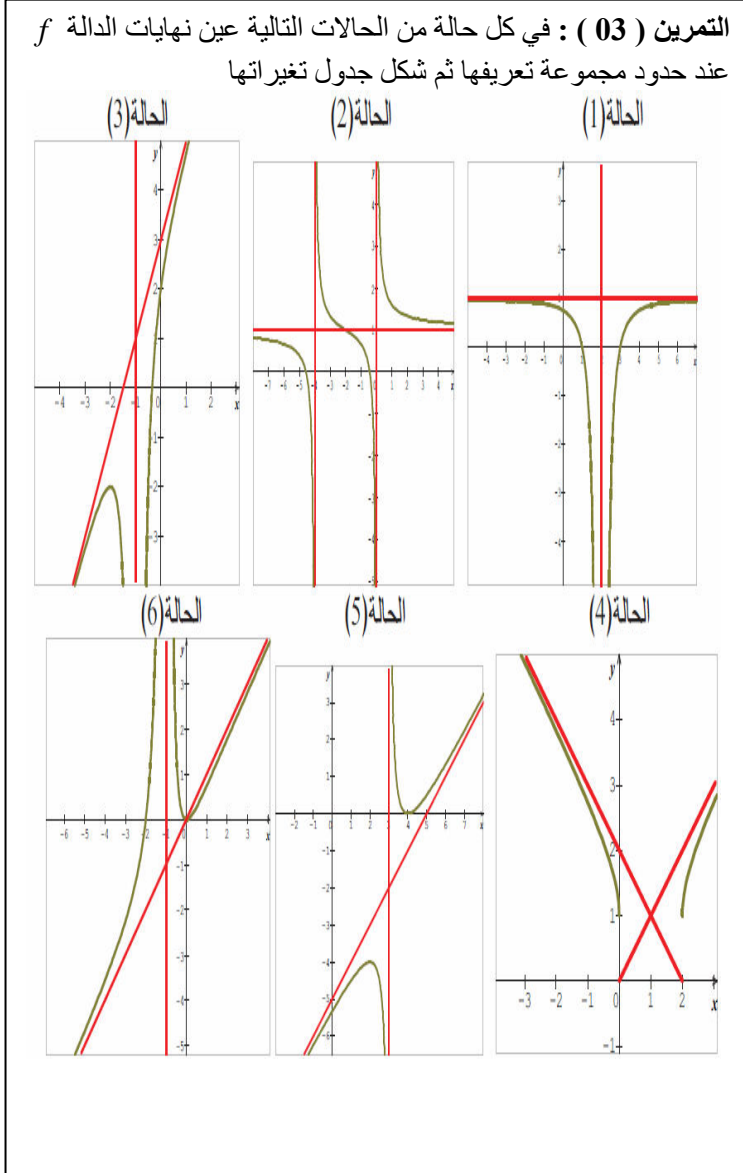 التمرين ( 03 ) : في كل حالة من الحالات التالية عين نهايات الدالة f
عند حدود مجموعة تعريفها ثم شكل جدول تغيراتها
الحالة(1)
الحالة(2)
الحالة(3)
الحالة(4)
الحالة(5)
الحالة(6)